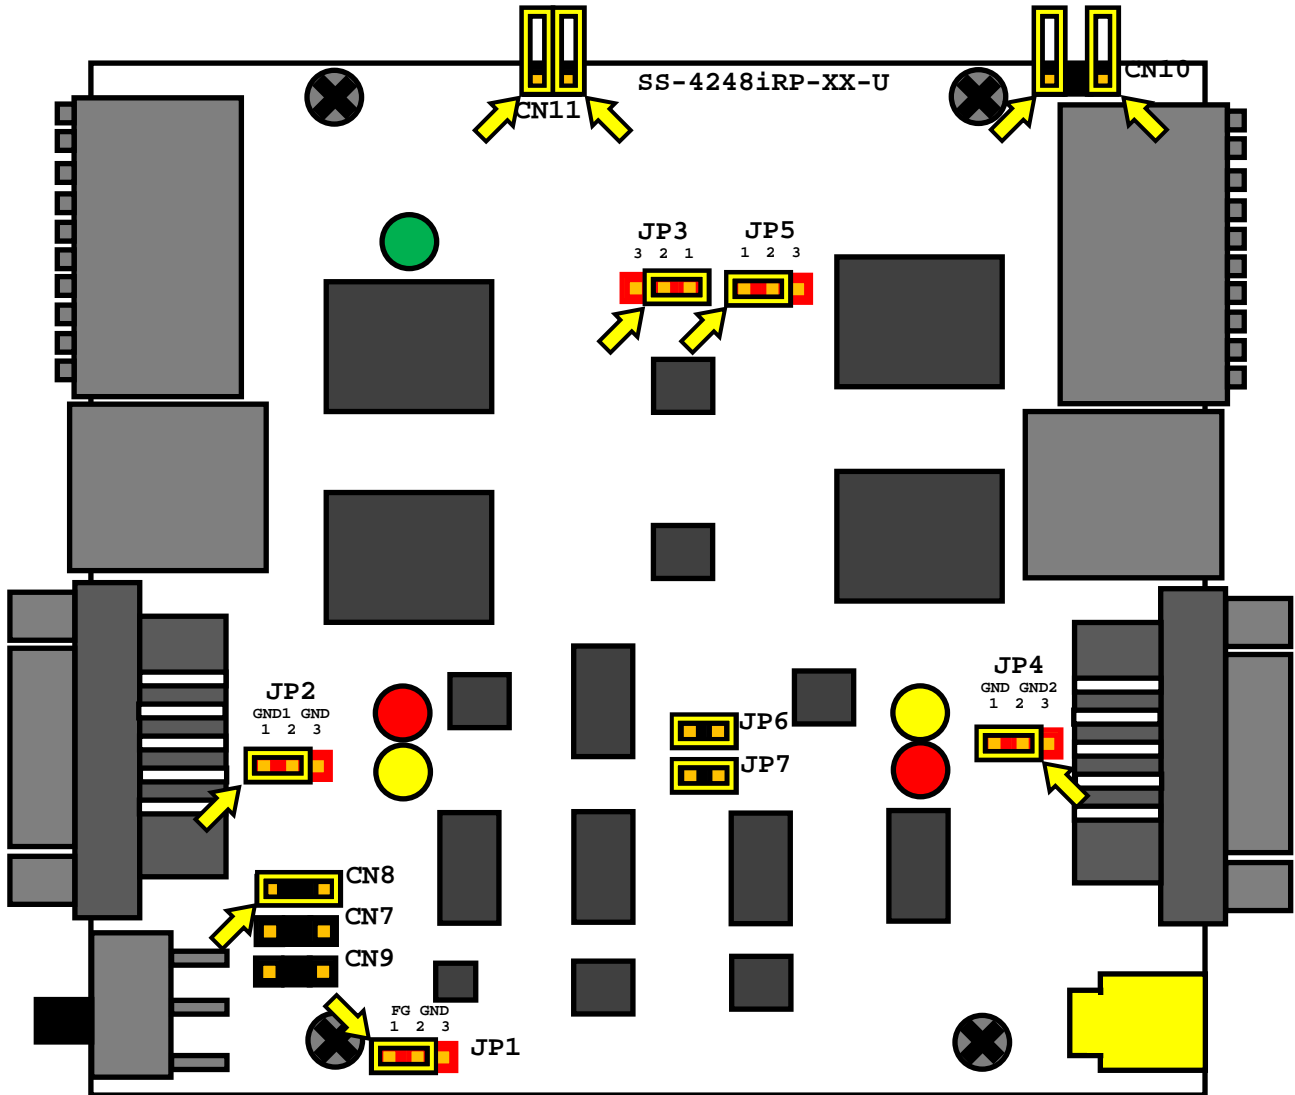 SS-4248iRP-XX-U
CN10
CN11
JP3
3 2 1
JP5
1 2 3
JP2
GND1 GND
1 2 3
JP4
GND GND2
1 2 3
JP6
JP7
CN8
CN7
CN9
FG GND
1 2 3
JP1